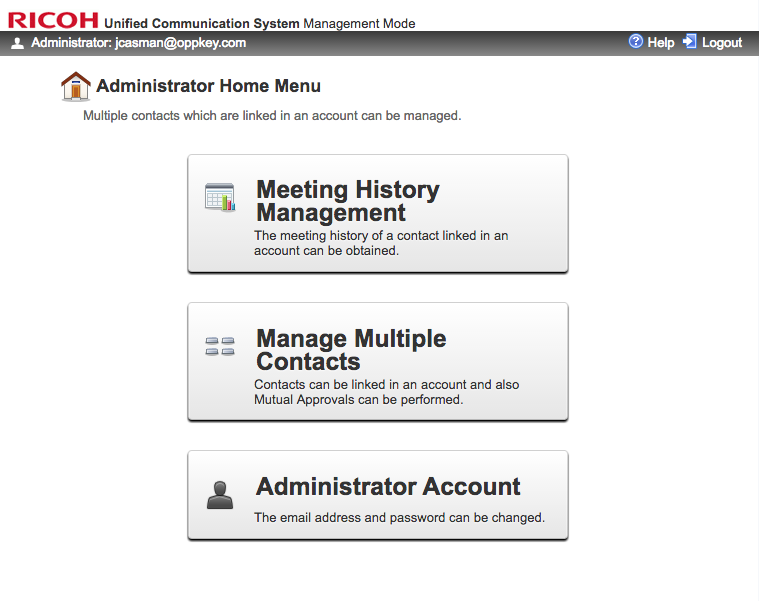 RICOH Unified Communication System Management Mode
Administrator: jcasman@oppkey.com Help Logout
Administrator Home Menu
Multiple contacts which are linked in an account can be managed.
Meeting History
Management
The meeting history of a contact linked in an
account can be obtained.
Manage Multiple
Contacts
Contacts can be linked in an account and also
Mutual Approvals can be performed.
Administrator Account
The email address and password can be changed.